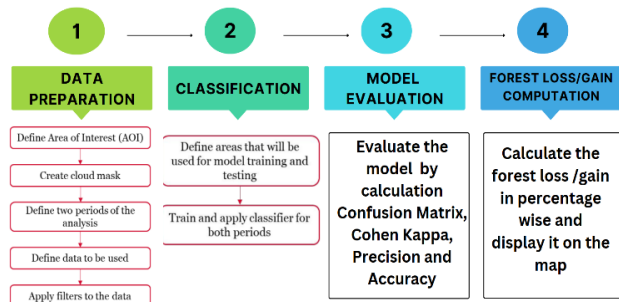 1
2
3
4
DATA
PREPARATION
CLASSIFICATION
MODEL
EVALUATION
FOREST LOSS/GAIN
COMPUTATION
Define Area of Interest (AOI)
Create cloud mask
Define two periods of the
analysis
Define data to be used
Apply filters to the data
Define areas that will be
used for model training and
testing
Train and apply classifier for
both periods
Evaluate the
model by
calculation
Confusion Matrix,
Cohen Kappa,
Precision and
Accuracy
Calculate the
forest loss /gain
in percentage
wise and
display it on the
map